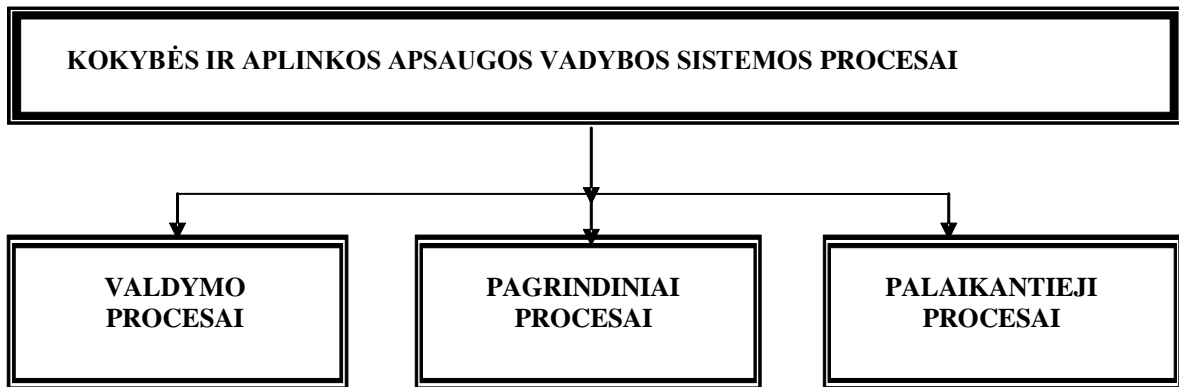 KOKYBĖS IR APLINKOS APSAUGOS VADYBOS SISTEMOS PROCESAI
VALDYMO
PROCESAI
PAGRINDINIAI
PROCESAI
PALAIKANTIEJI
PROCESAI